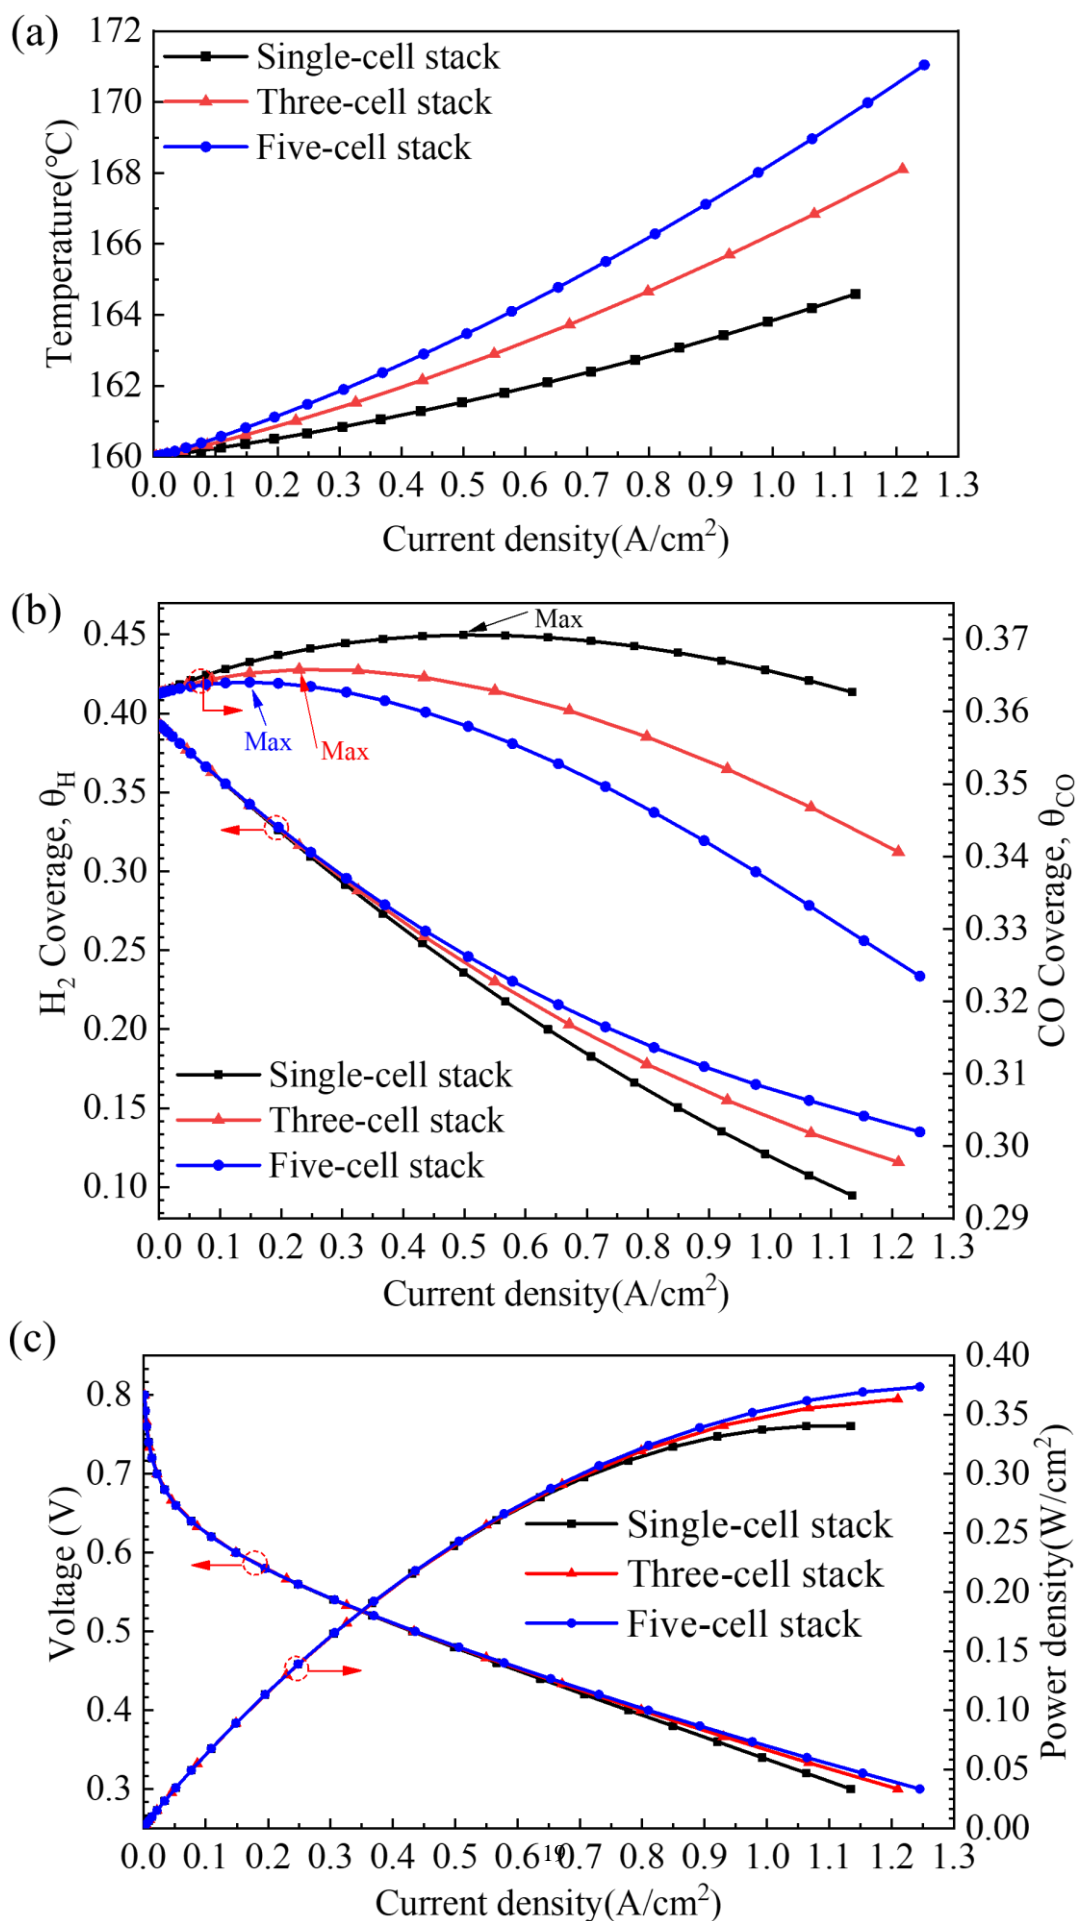 (a)
172
170
168
166
164
162
160
Temperature(°C)
Single-cell stack
Three-cell stack
Five-cell stack
0.0 0.1 0.2 0.3 0.4 0.5 0.6 0.7 0.8 0.9 1.0 1.1 1.2 1.3
Current density(A/cm²)
(b)
0.45
0.40
0.35
0.30
0.25
0.20
0.15
0.10
H₂ Coverage, θ_H
Max
Max
Max
0.37
0.36
0.35
0.34
0.33
0.32
0.31
0.30
0.29
CO Coverage, θ_CO
Single-cell stack
Three-cell stack
Five-cell stack
0.0 0.1 0.2 0.3 0.4 0.5 0.6 0.7 0.8 0.9 1.0 1.1 1.2 1.3
Current density(A/cm²)
(c)
0.8
0.7
0.6
0.5
0.4
0.3
Voltage (V)
0.40
0.35
0.30
0.25
0.20
0.15
0.10
0.05
0.00
Power density(W/cm²)
Single-cell stack
Three-cell stack
Five-cell stack
0.0 0.1 0.2 0.3 0.4 0.5 0.6 0.7 0.8 0.9 1.0 1.1 1.2 1.3
19
Current density(A/cm²)